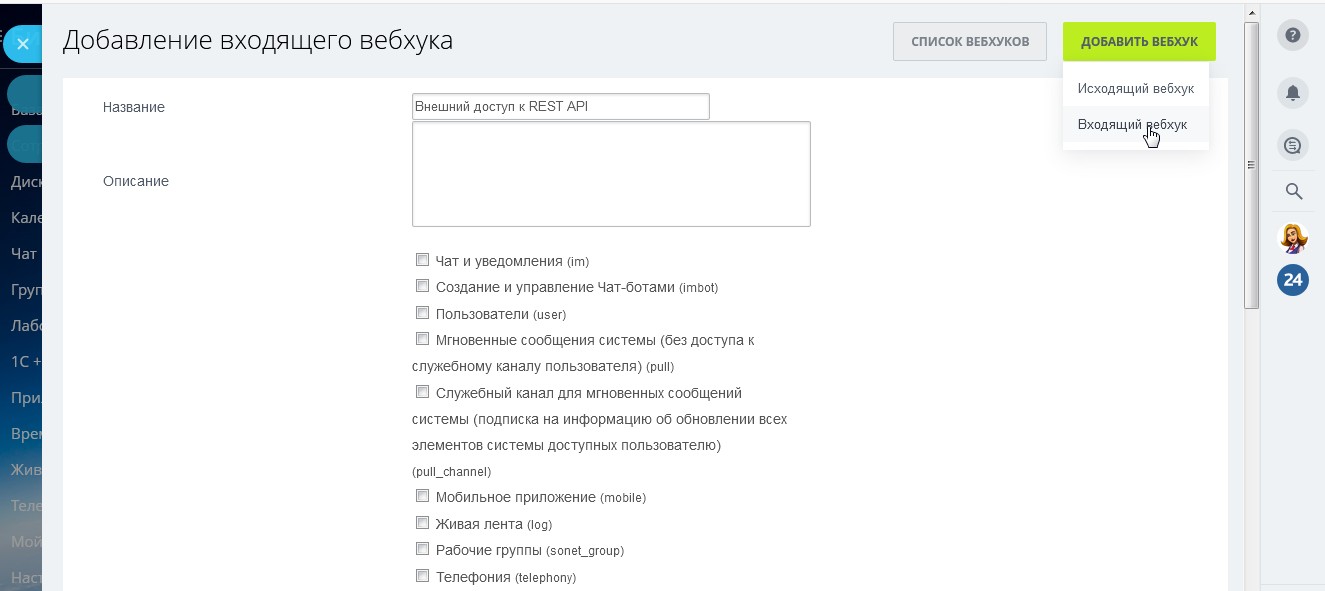 Добавление входящего вебхука
СПИСОК ВЕБХУКОВ
ДОБАВИТЬ ВЕБХУК
Исходящий вебхук
Входящий вебхук
Название
Внешний доступ к REST API
Описание
Чат и уведомления (im)
Создание и управление Чат-ботами (imbot)
Пользователи (user)
Мгновенные сообщения системы (без доступа к
служебному каналу пользователя) (pull)
Служебный канал для мгновенных сообщений
системы (подписка на информацию об обновлении всех
элементов системы доступных пользователю)
(pull_channel)
Мобильное приложение (mobile)
Живая лента (log)
Рабочие группы (sonet_group)
Телефония (telephony)
Диск
Кале
Чат
Груп
Лабо
1С +
При
Врем
Жив
Теле
Мой
Наст
24